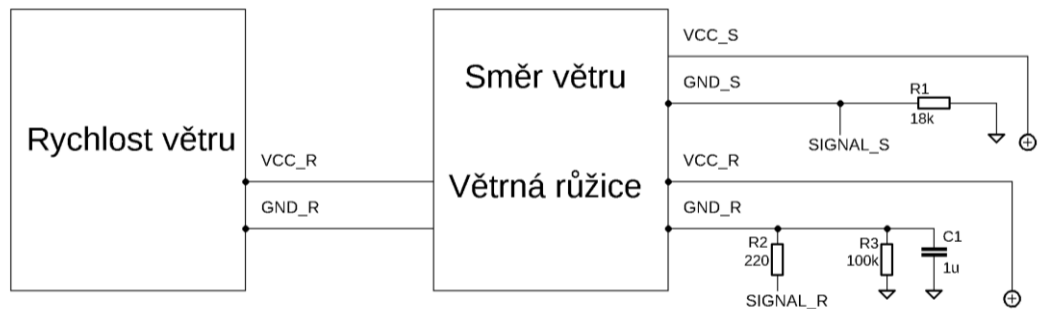 Rychlost větru
VCC_R
GND_R
Směr větru
Větrná růžice
VCC_S
GND_S
R1
18k
SIGNAL_S
VCC_R
GND_R
R2
220
SIGNAL_R
R3
100k
C1
1u